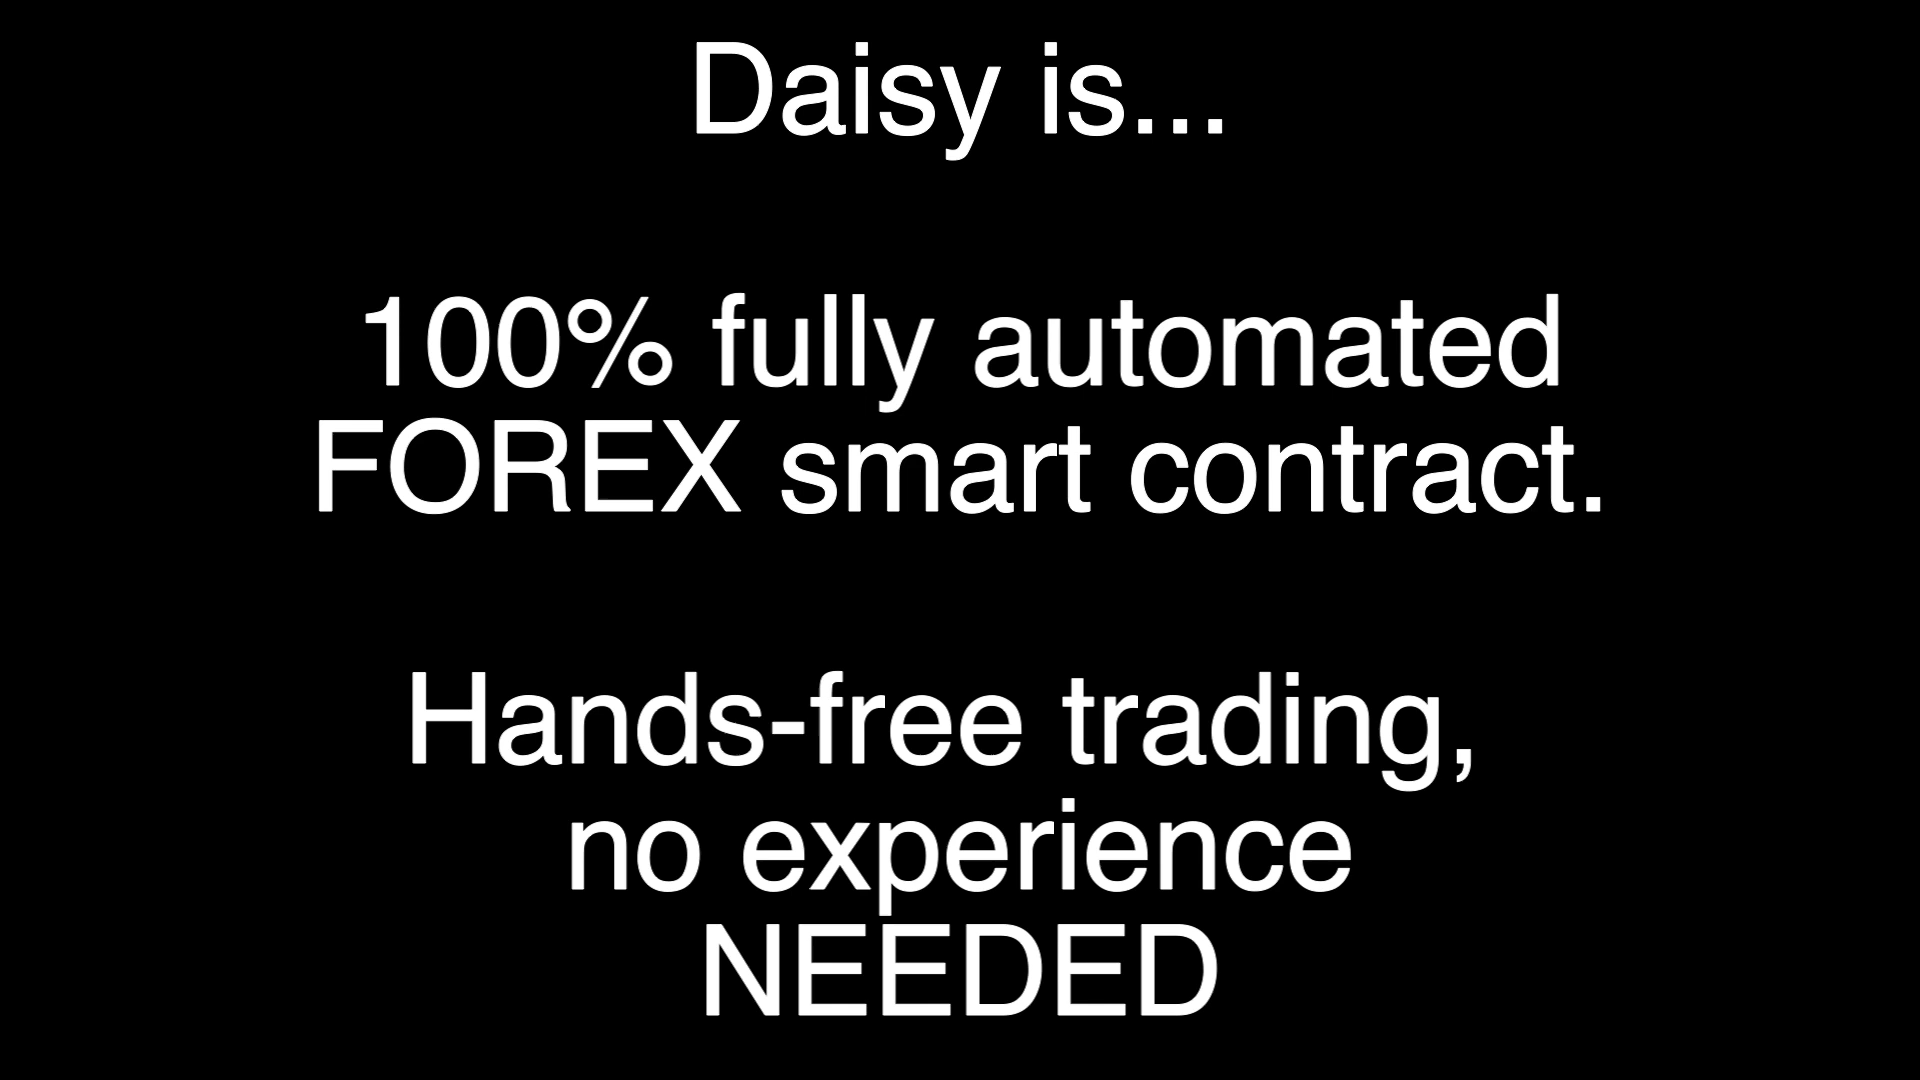 Daisy is...
100% fully automated
FOREX smart contract.
Hands-free trading,
no experience
NEEDED